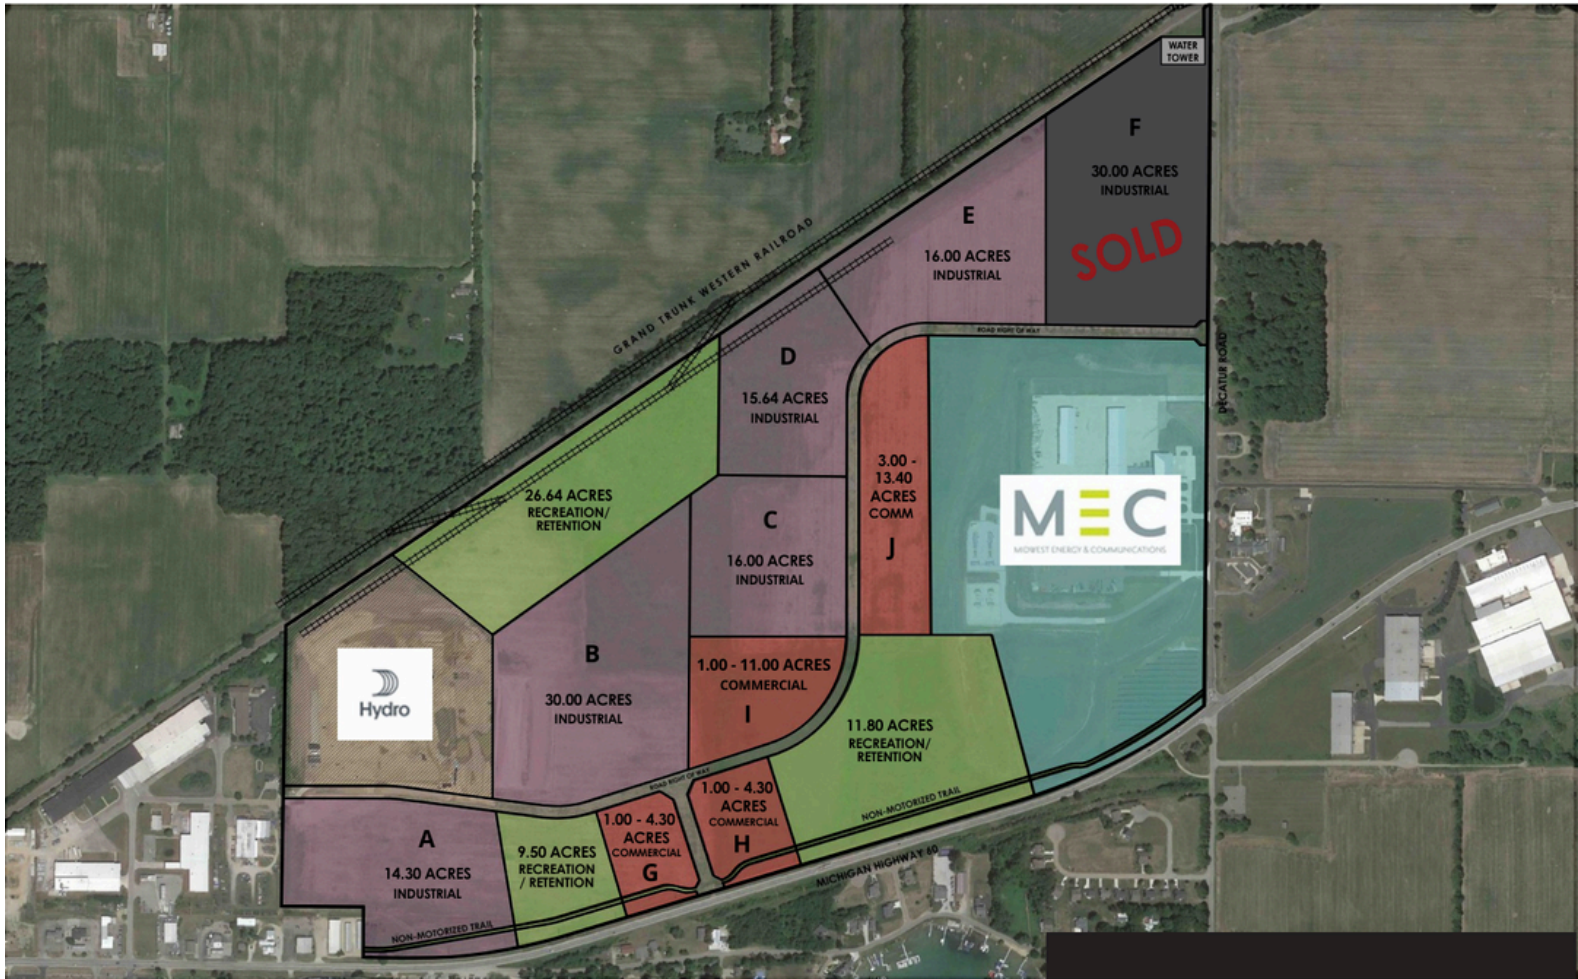 WATER
TOWER
F
30.00 ACRES
INDUSTRIAL
SOLD
E
16.00 ACRES
INDUSTRIAL
GRAND TRUNK WESTERN RAILROAD
ROAD RIGHT OF WAY
DECATUR ROAD
D
15.64 ACRES
INDUSTRIAL
3.00 -
13.40
ACRES
COMM
J
26.64 ACRES
RECREATION/
RETENTION
C
16.00 ACRES
INDUSTRIAL
MEC
MIDWEST ENERGY & COMMUNICATIONS
B
30.00 ACRES
INDUSTRIAL
Hydro
1.00 - 11.00 ACRES
COMMERCIAL
I
11.80 ACRES
RECREATION/
RETENTION
ROAD RIGHT OF WAY
1.00 - 4.30
ACRES
COMMERCIAL
H
1.00 - 4.30
ACRES
COMMERCIAL
G
A
14.30 ACRES
INDUSTRIAL
9.50 ACRES
RECREATION
/ RETENTION
NON-MOTORIZED TRAIL
NON-MOTORIZED TRAIL
MICHIGAN HIGHWAY 60